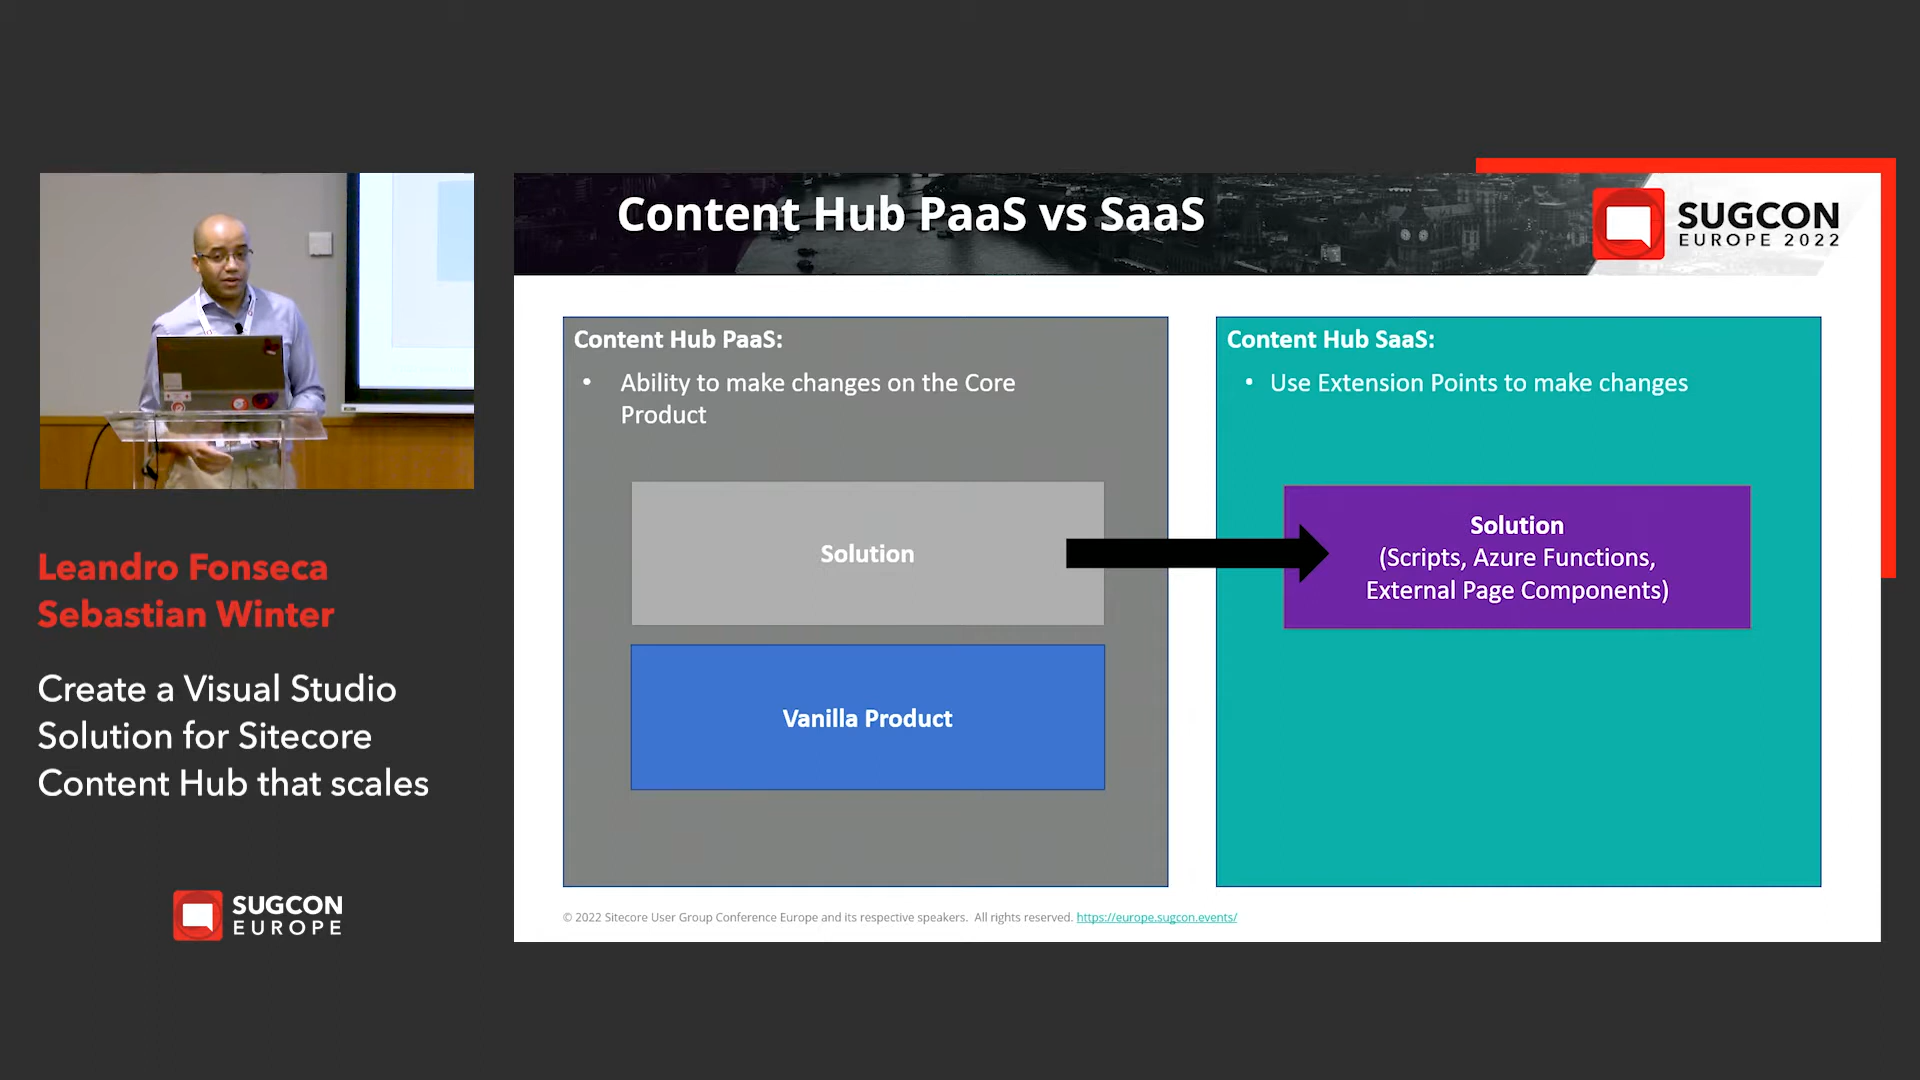 Content Hub PaaS vs SaaS
SUGCON
EUROPE 2022
Content Hub PaaS:
• Ability to make changes on the Core
Product
Solution
Vanilla Product
Content Hub SaaS:
• Use Extension Points to make changes
Solution
(Scripts, Azure Functions,
External Page Components)
© 2022 Sitecore User Group Conference Europe and its respective speakers. All rights reserved. https://europe.sugcon.events/
Leandro Fonseca
Sebastian Winter
Create a Visual Studio
Solution for Sitecore
Content Hub that scales
SUGCON
EUROPE